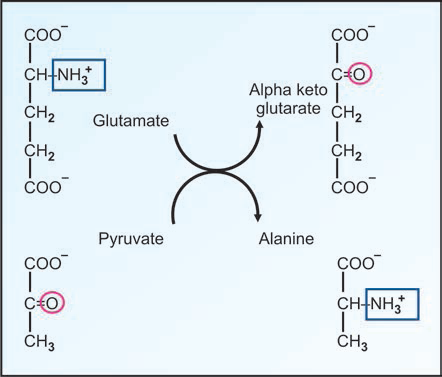 COO⁻
CH–NH₃⁺
CH₂
CH₂
COO⁻
Glutamate
Alpha keto
glutarate
COO⁻
C=O
CH₂
CH₂
COO⁻
Pyruvate
Alanine
COO⁻
C=O
CH₃
COO⁻
CH–NH₃⁺
CH₃